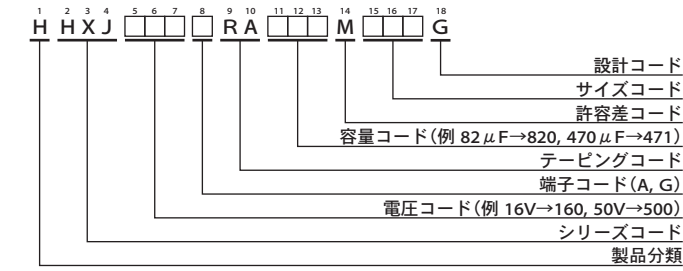 1 2 3 4 5 6 7 8 9 10 11 12 13 14 15 16 17 18
H HXJ □□□ □ RA □□□ M □□□ G
設計コード
サイズコード
許容差コード
容量コード(例 82μF→820, 470μF→471)
テーピングコード
端子コード(A, G)
電圧コード(例 16V→160, 50V→500)
シリーズコード
製品分類